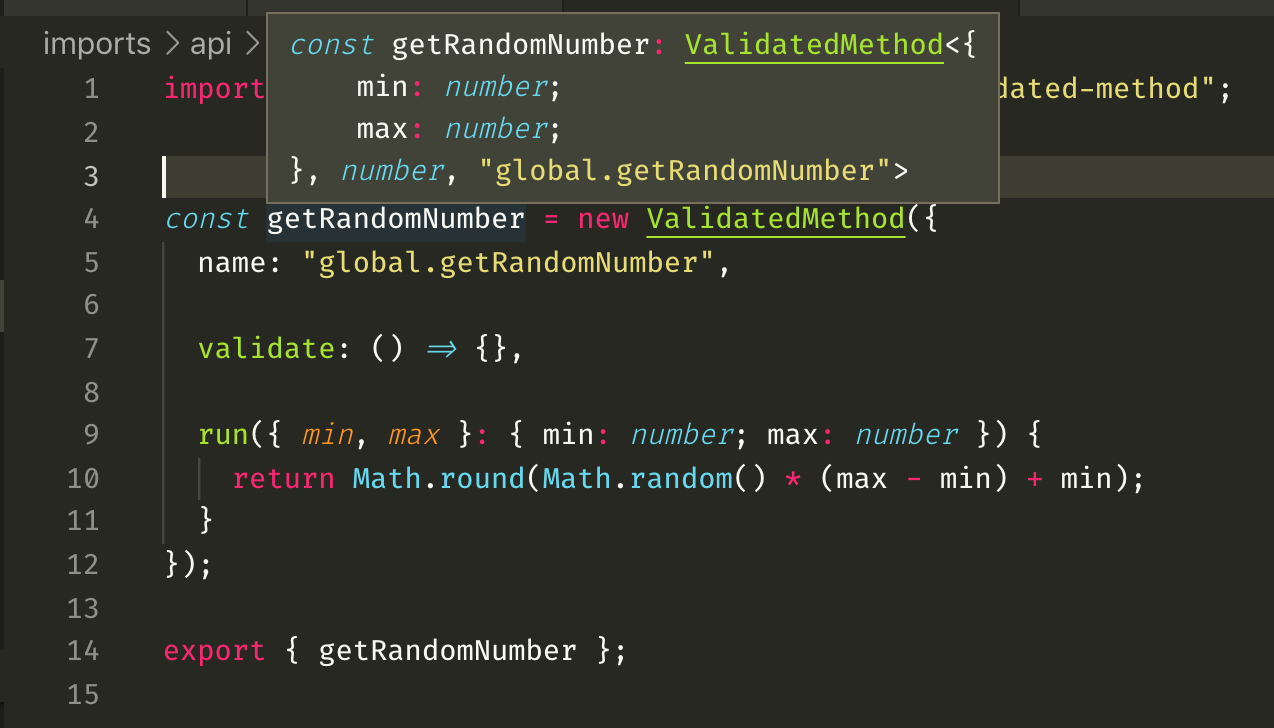 imports > api >
const getRandomNumber: ValidatedMethod<{
min: number;
max: number;
}, number, "global.getRandomNumber">
1 import dated-method";
2
3
4 const getRandomNumber = new ValidatedMethod({
5 name: "global.getRandomNumber",
6
7 validate: () => {},
8
9 run({ min, max }: { min: number; max: number }) {
10 return Math.round(Math.random() * (max - min) + min);
11 }
12 });
13
14 export { getRandomNumber };
15